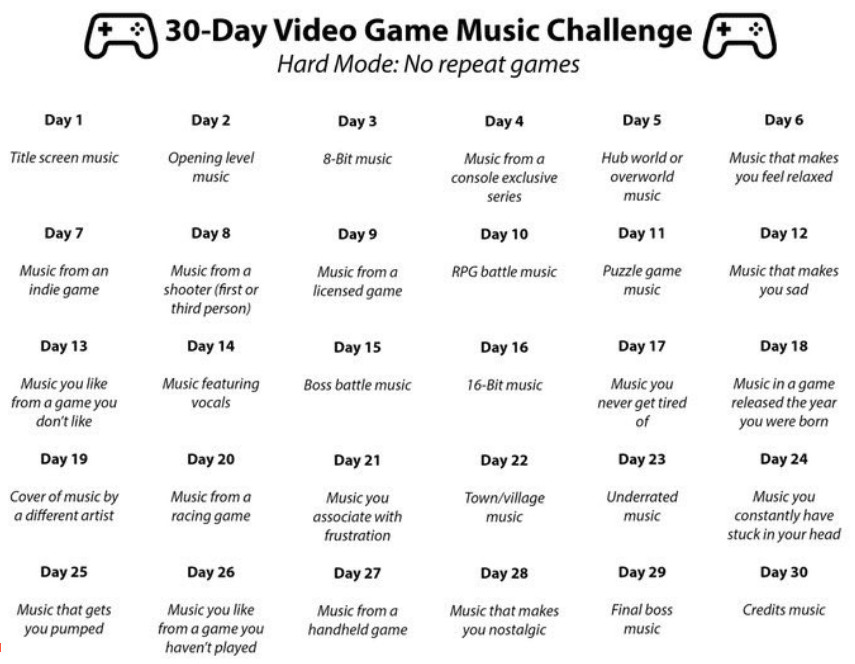 30-Day Video Game Music Challenge
Hard Mode: No repeat games
Day 1
Title screen music
Day 2
Opening level
music
Day 3
8-Bit music
Day 4
Music from a
console exclusive
series
Day 5
Hub world or
overworld
music
Day 6
Music that makes
you feel relaxed
Day 7
Music from an
indie game
Day 8
Music from a
shooter (first or
third person)
Day 9
Music from a
licensed game
Day 10
RPG battle music
Day 11
Puzzle game
music
Day 12
Music that makes
you sad
Day 13
Music you like
from a game you
don't like
Day 14
Music featuring
vocals
Day 15
Boss battle music
Day 16
16-Bit music
Day 17
Music you
never get tired
of
Day 18
Music in a game
released the year
you were born
Day 19
Cover of music by
a different artist
Day 20
Music from a
racing game
Day 21
Music you
associate with
frustration
Day 22
Town/village
music
Day 23
Underrated
music
Day 24
Music you
constantly have
stuck in your head
Day 25
Music that gets
you pumped
Day 26
Music you like
from a game you
haven't played
Day 27
Music from a
handheld game
Day 28
Music that makes
you nostalgic
Day 29
Final boss
music
Day 30
Credits music